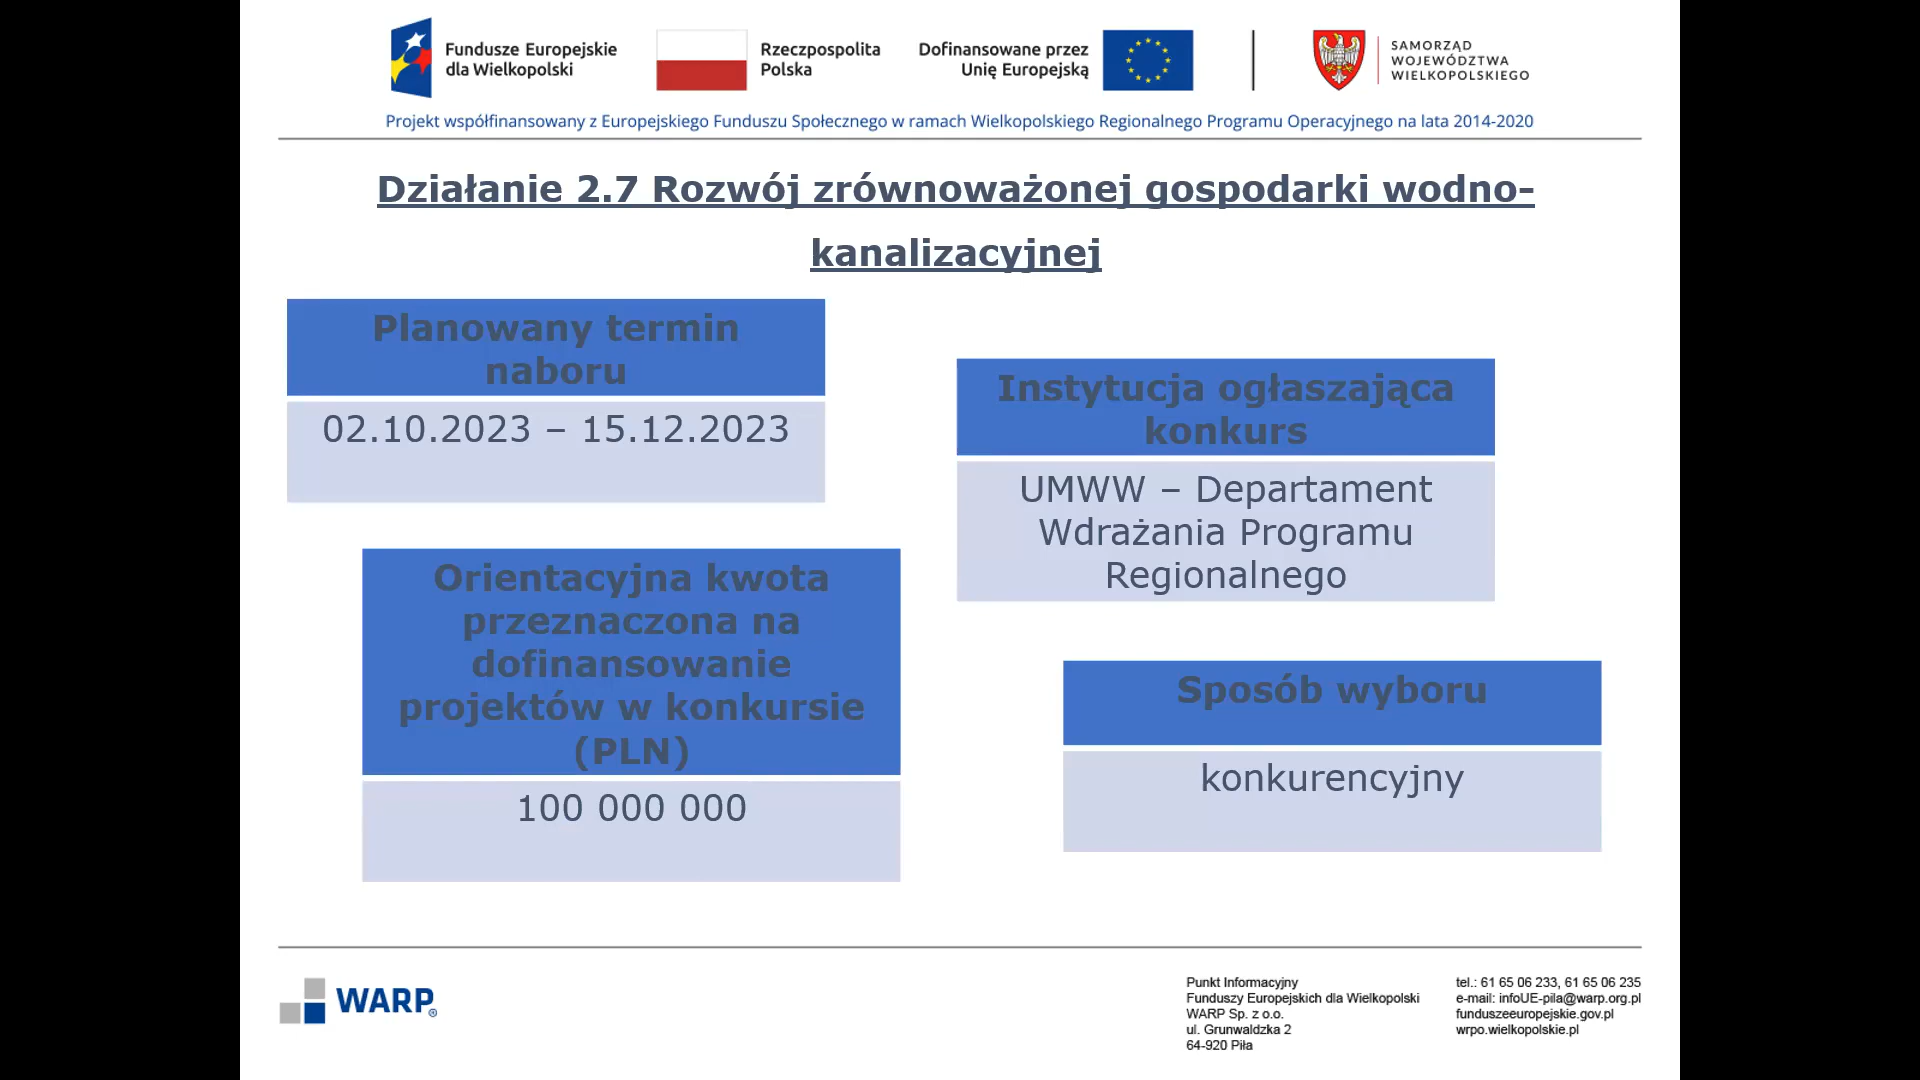 Fundusze Europejskie
dla Wielkopolski
Rzeczpospolita
Polska
Dofinansowane przez
Unię Europejską
SAMORZĄD
WOJEWÓDZTWA
WIELKOPOLSKIEGO
Projekt współfinansowany z Europejskiego Funduszu Społecznego w ramach Wielkopolskiego Regionalnego Programu Operacyjnego na lata 2014-2020
Działanie 2.7 Rozwój zrównoważonej gospodarki wodno-
kanalizacyjnej
Planowany termin
naboru
02.10.2023 – 15.12.2023
Instytucja ogłaszająca
konkurs
UMWW – Departament
Wdrażania Programu
Regionalnego
Orientacyjna kwota
przeznaczona na
dofinansowanie
projektów w konkursie
(PLN)
100 000 000
Sposób wyboru
konkurencyjny
WARP®
Punkt Informacyjny
Funduszy Europejskich dla Wielkopolski
WARP Sp. z o.o.
ul. Grunwaldzka 2
64-920 Piła
tel.: 61 65 06 233, 61 65 06 235
e-mail: infoUE-pila@warp.org.pl
funduszeeuropejskie.gov.pl
wrpo.wielkopolskie.pl